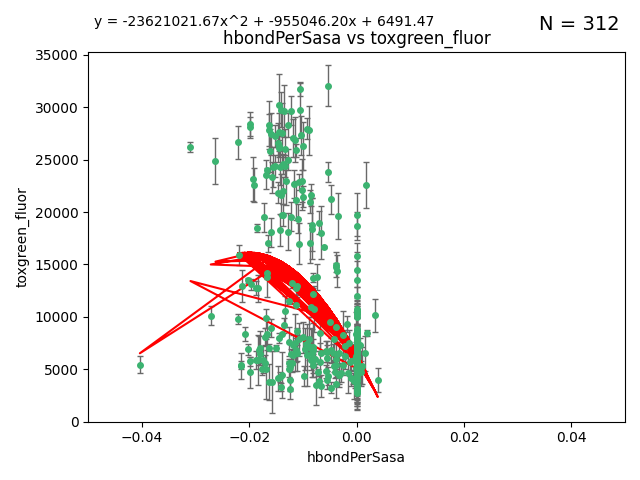 y = -23621021.67x^2 + -955046.20x + 6491.47
N = 312
hbondPerSasa vs toxgreen_fluor
35000
30000
25000
20000
15000
10000
5000
0
toxgreen_fluor
−0.04 −0.02 0.00 0.02 0.04
hbondPerSasa